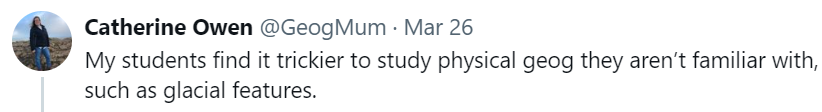 Catherine Owen @GeogMum · Mar 26
My students find it trickier to study physical geog they aren’t familiar with,
such as glacial features.